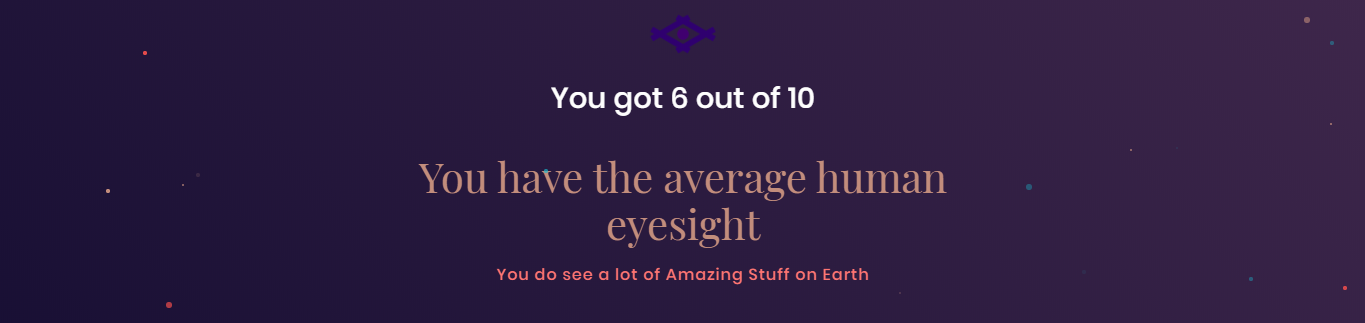 You got 6 out of 10
You have the average human
eyesight
You do see a lot of Amazing Stuff on Earth